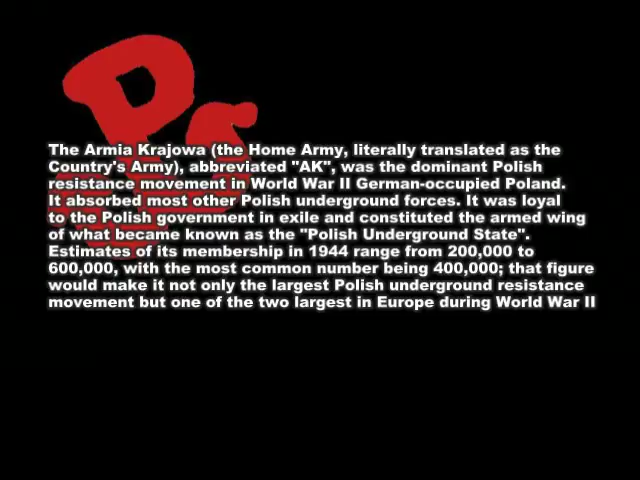 PS
The Armia Krajowa (the Home Army, literally translated as the
Country's Army), abbreviated "AK", was the dominant Polish
resistance movement in World War II German-occupied Poland.
It absorbed most other Polish underground forces. It was loyal
to the Polish government in exile and constituted the armed wing
of what became known as the "Polish Underground State".
Estimates of its membership in 1944 range from 200,000 to
600,000, with the most common number being 400,000; that figure
would make it not only the largest Polish underground resistance
movement but one of the two largest in Europe during World War II